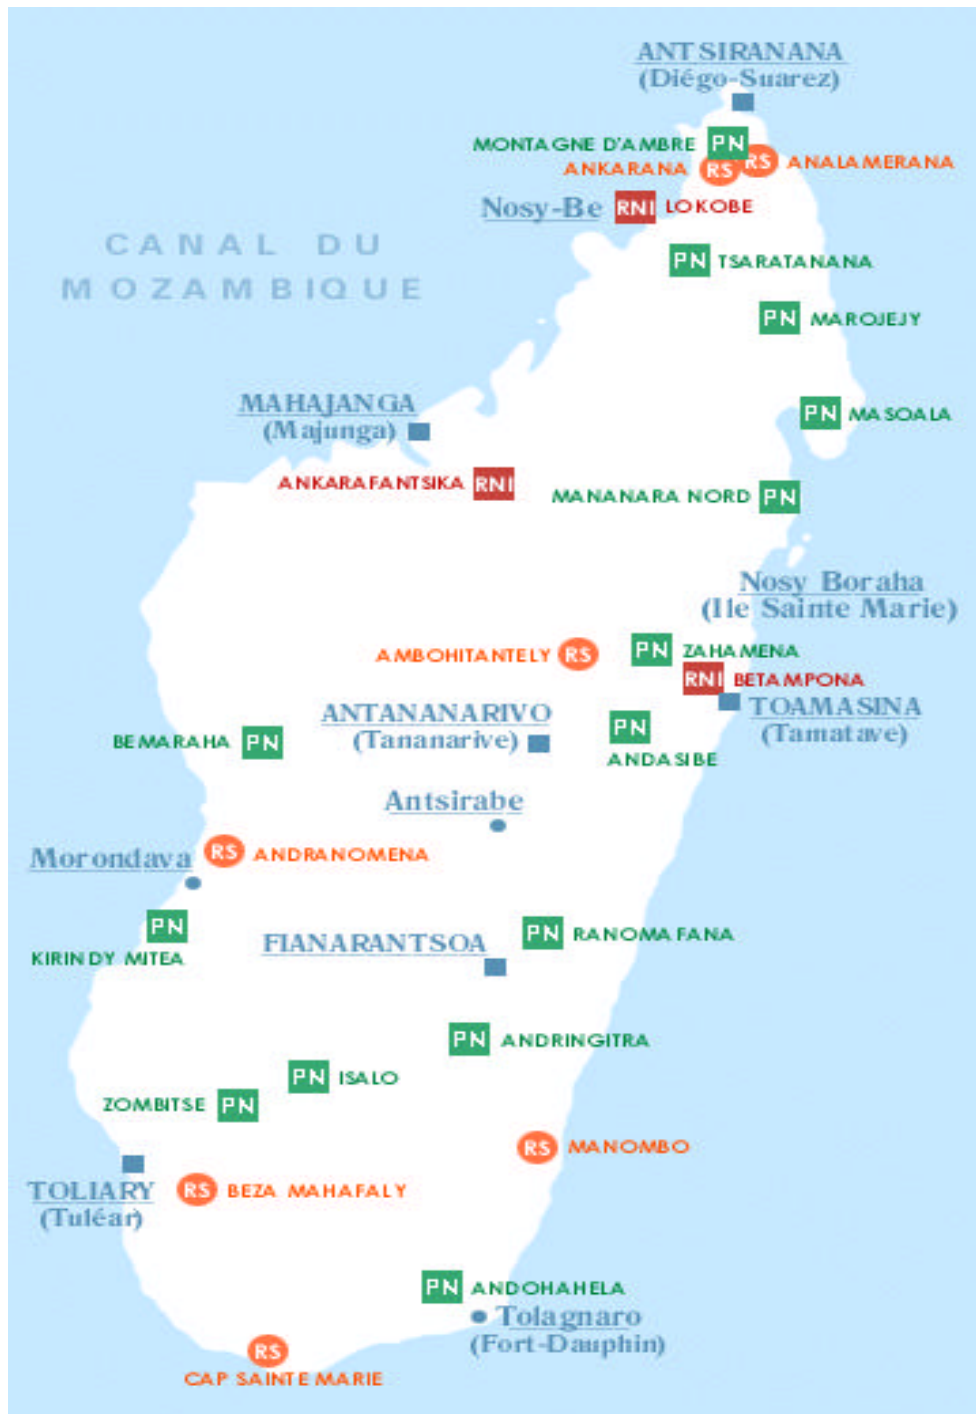 ANTSIRANANA
(Diégo-Suarez)
MONTAGNE D'AMBRE PN
ANKARANA RS RS ANALAMERANA
Nosy-Be RNI LOKOBE
CANAL DU
MOZAMBIQUE
PN TSARATANANA
PN MAROJEJY
MAHAJANGA
(Majunga)
PN MASOALA
ANKARAFANTSIKA RNI
MANANARA NORD PN
Nosy Boraha
(Ile Sainte Marie)
AMBOHITANTELY RS
PN ZAHAMENA
RNI BETAMPONA
TOAMASINA
(Tamatave)
ANTANANARIVO
(Tananarive)
PN
ANDASIBE
BEMARAHA PN
Antsirabe
Morondava
RS ANDRANOMENA
PN
KIRINDY MITEA
FIANARANTSOA
PN RANOMAFANA
PN ANDRINGITRA
PN ISALO
ZOMBITSE PN
RS MANOMBO
TOLIARY
(Tuléar)
RS BEZA MAHAFALY
PN ANDOHAHELA
Tolagnaro
(Fort-Dauphin)
RS
CAP SAINTE MARIE